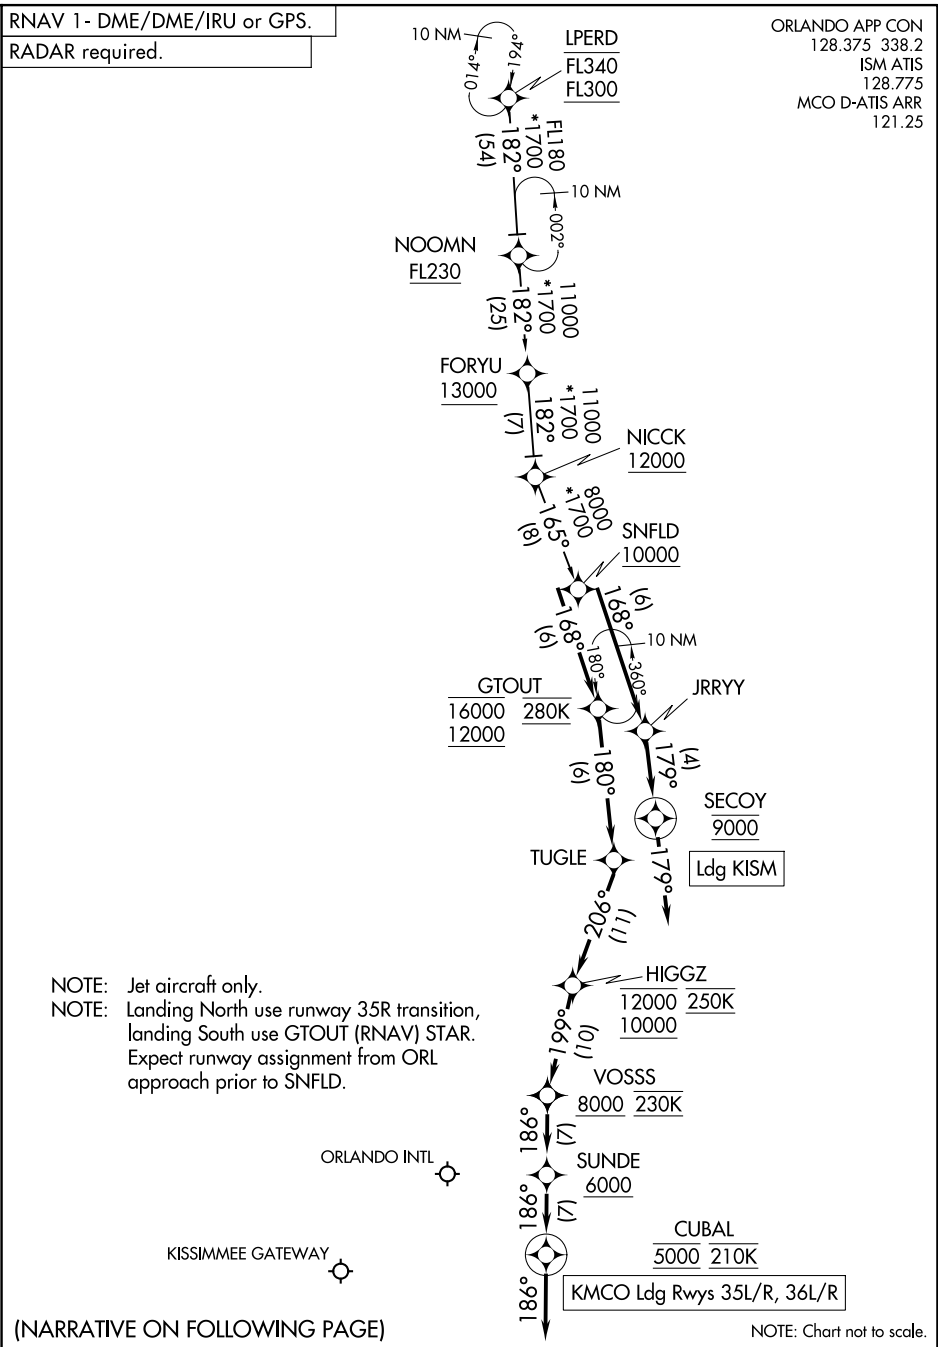 RNAV 1- DME/DME/IRU or GPS.
RADAR required.
ORLANDO APP CON
128.375 338.2
ISM ATIS
128.775
MCO D-ATIS ARR
121.25
10 NM
014°
194°
LPERD
FL340
FL300
FL180
*1700
182°
(54)
10 NM
002°
NOOMN
FL230
11000
*1700
182°
(25)
FORYU
13000
11000
*1700
182°
(7)
NICCK
12000
8000
*1700
165°
(8)
SNFLD
10000
(6)
168°
168°
(6)
10 NM
180°
360°
GTOUT
16000 280K
12000
JRRYY
180°
(6)
(4)
179°
SECOY
9000
TUGLE
179°
Ldg KISM
206°
(11)
HIGGZ
12000 250K
10000
NOTE: Jet aircraft only.
NOTE: Landing North use runway 35R transition,
landing South use GTOUT (RNAV) STAR.
Expect runway assignment from ORL
approach prior to SNFLD.
199°
(10)
VOSSS
8000 230K
186°
(7)
ORLANDO INTL
SUNDE
6000
186°
(7)
KISSIMMEE GATEWAY
CUBAL
5000 210K
186°
KMCO Ldg Rwys 35L/R, 36L/R
(NARRATIVE ON FOLLOWING PAGE)
NOTE: Chart not to scale.